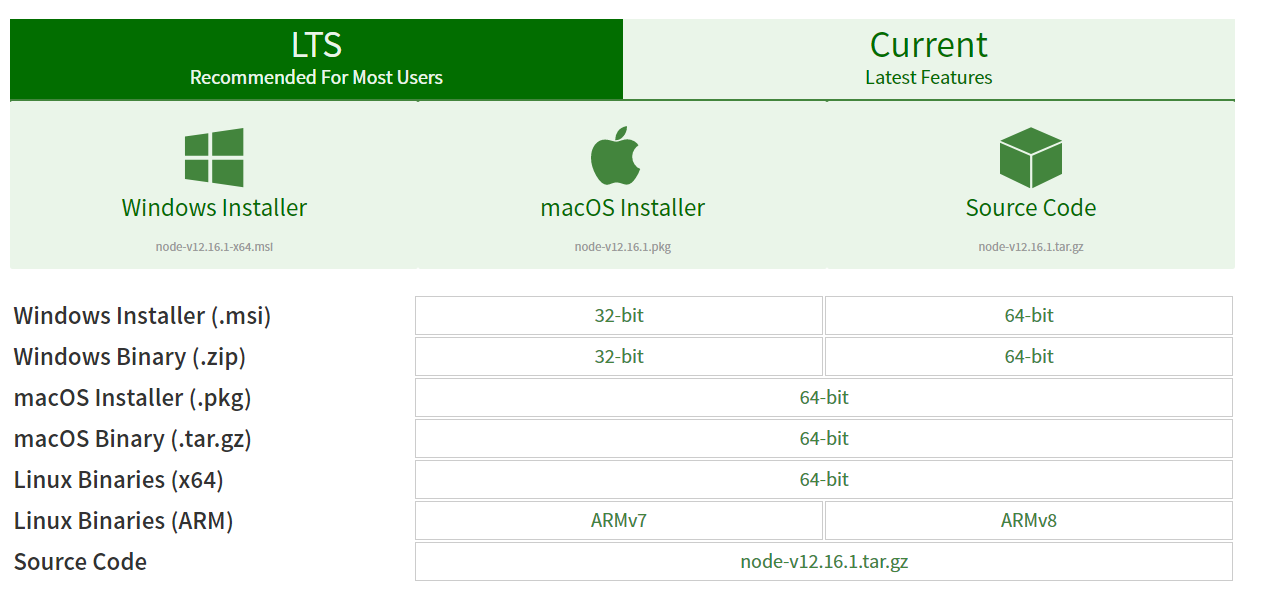 LTS
Recommended For Most Users
Current
Latest Features
Windows Installer
node-v12.16.1-x64.msi
macOS Installer
node-v12.16.1.pkg
Source Code
node-v12.16.1.tar.gz
Windows Installer (.msi) 32-bit 64-bit
Windows Binary (.zip) 32-bit 64-bit
macOS Installer (.pkg) 64-bit
macOS Binary (.tar.gz) 64-bit
Linux Binaries (x64) 64-bit
Linux Binaries (ARM) ARMv7 ARMv8
Source Code node-v12.16.1.tar.gz